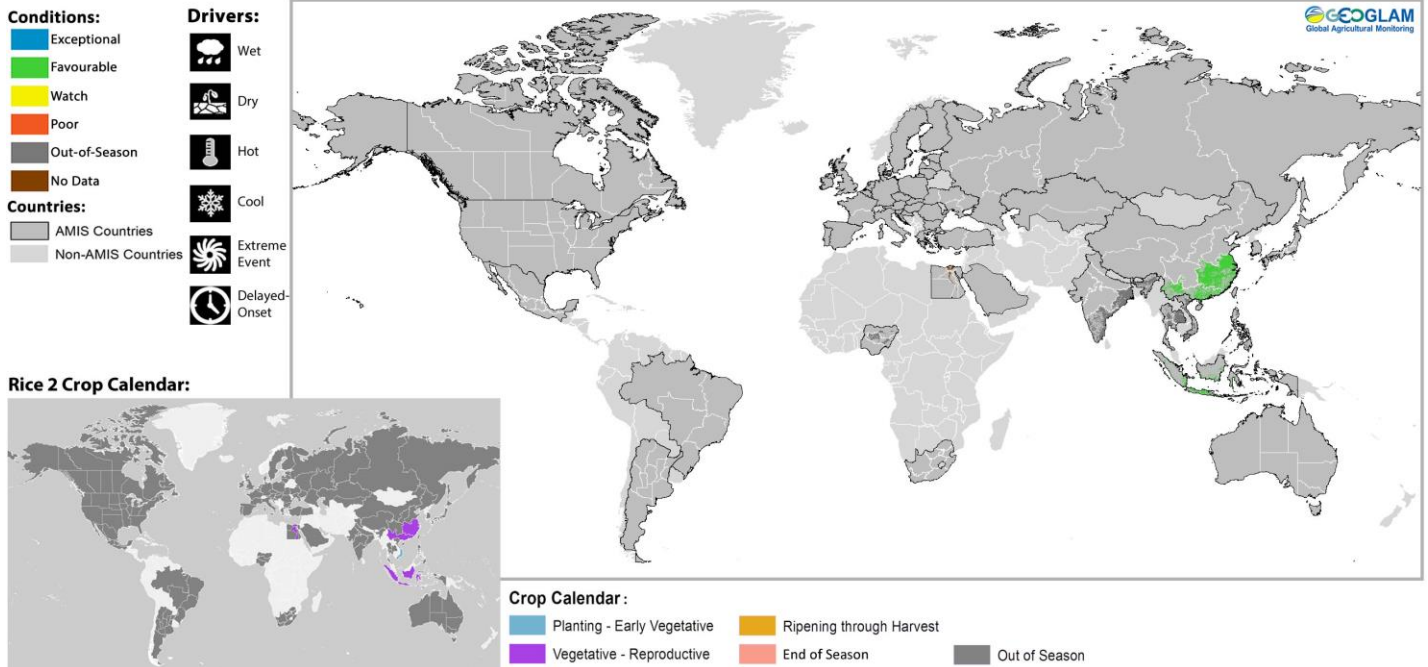 Conditions:
Exceptional
Favourable
Watch
Poor
Out-of-Season
No Data
Countries:
AMIS Countries
Non-AMIS Countries
Drivers:
Wet
Dry
Hot
Cool
Extreme
Event
Delayed-
Onset
GEOGLAM
Global Agricultural Monitoring
Rice 2 Crop Calendar:
Crop Calendar :
Planting - Early Vegetative
Ripening through Harvest
Vegetative - Reproductive
End of Season
Out of Season